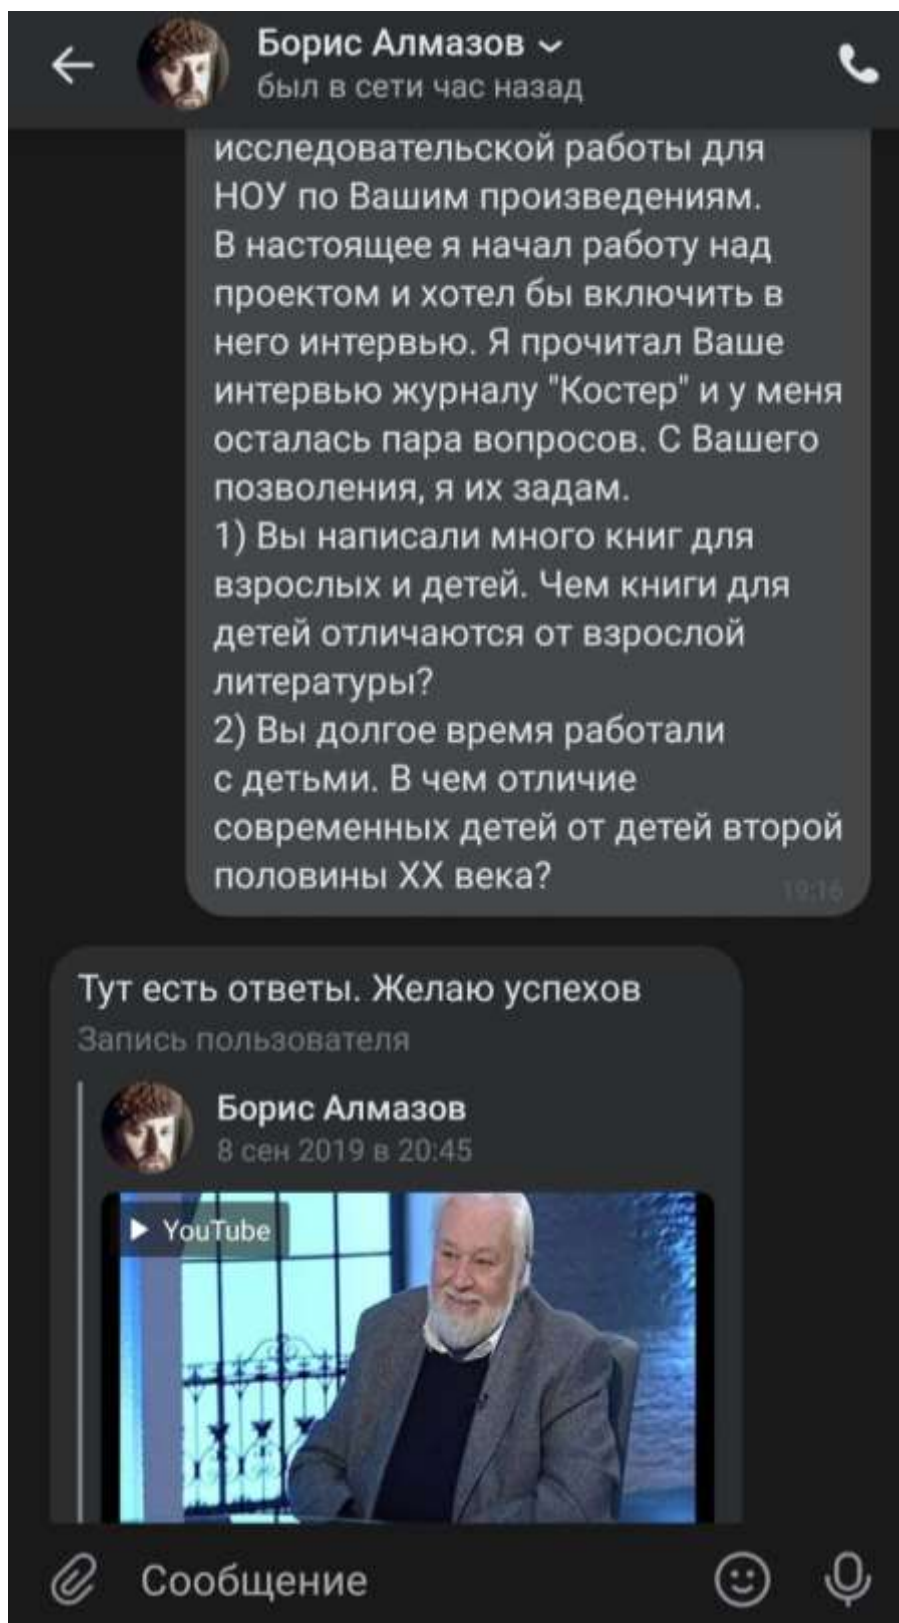 Борис Алмазов
был в сети час назад
исследовательской работы для
НОУ по Вашим произведениям.
В настоящее я начал работу над
проектом и хотел бы включить в
него интервью. Я прочитал Ваше
интервью журналу "Костер" и у меня
осталась пара вопросов. С Вашего
позволения, я их задам.
1) Вы написали много книг для
взрослых и детей. Чем книги для
детей отличаются от взрослой
литературы?
2) Вы долгое время работали
с детьми. В чем отличие
современных детей от детей второй
половины XX века?
19:16
Тут есть ответы. Желаю успехов
Запись пользователя
Борис Алмазов
8 сен 2019 в 20:45
YouTube
Сообщение